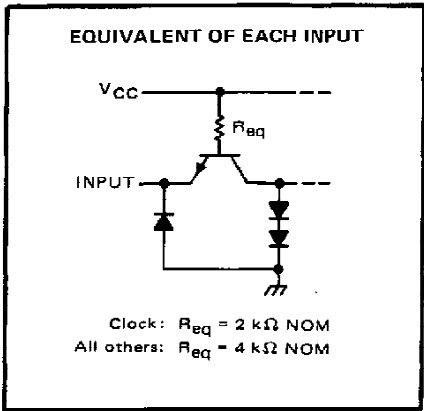 EQUIVALENT OF EACH INPUT
VCC
Req
INPUT
Clock: Req = 2 kΩ NOM
All others: Req = 4 kΩ NOM